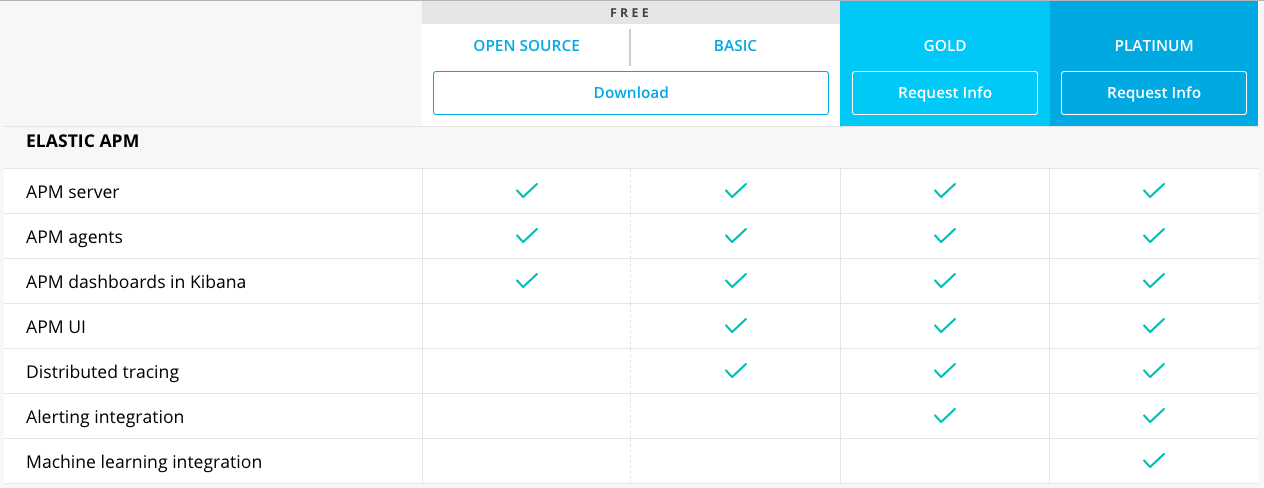 FREE
OPEN SOURCE BASIC GOLD PLATINUM
Download Request Info Request Info
ELASTIC APM
APM server
APM agents
APM dashboards in Kibana
APM UI
Distributed tracing
Alerting integration
Machine learning integration